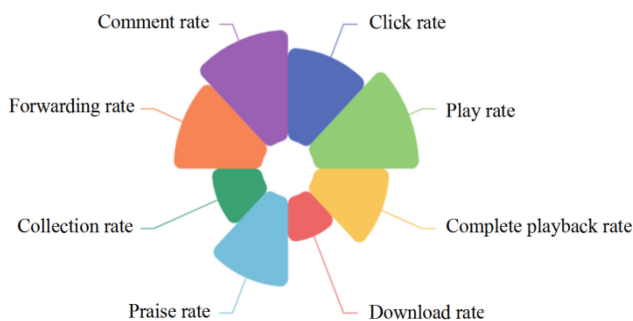 Comment rate
Click rate
Forwarding rate
Play rate
Collection rate
Complete playback rate
Praise rate
Download rate